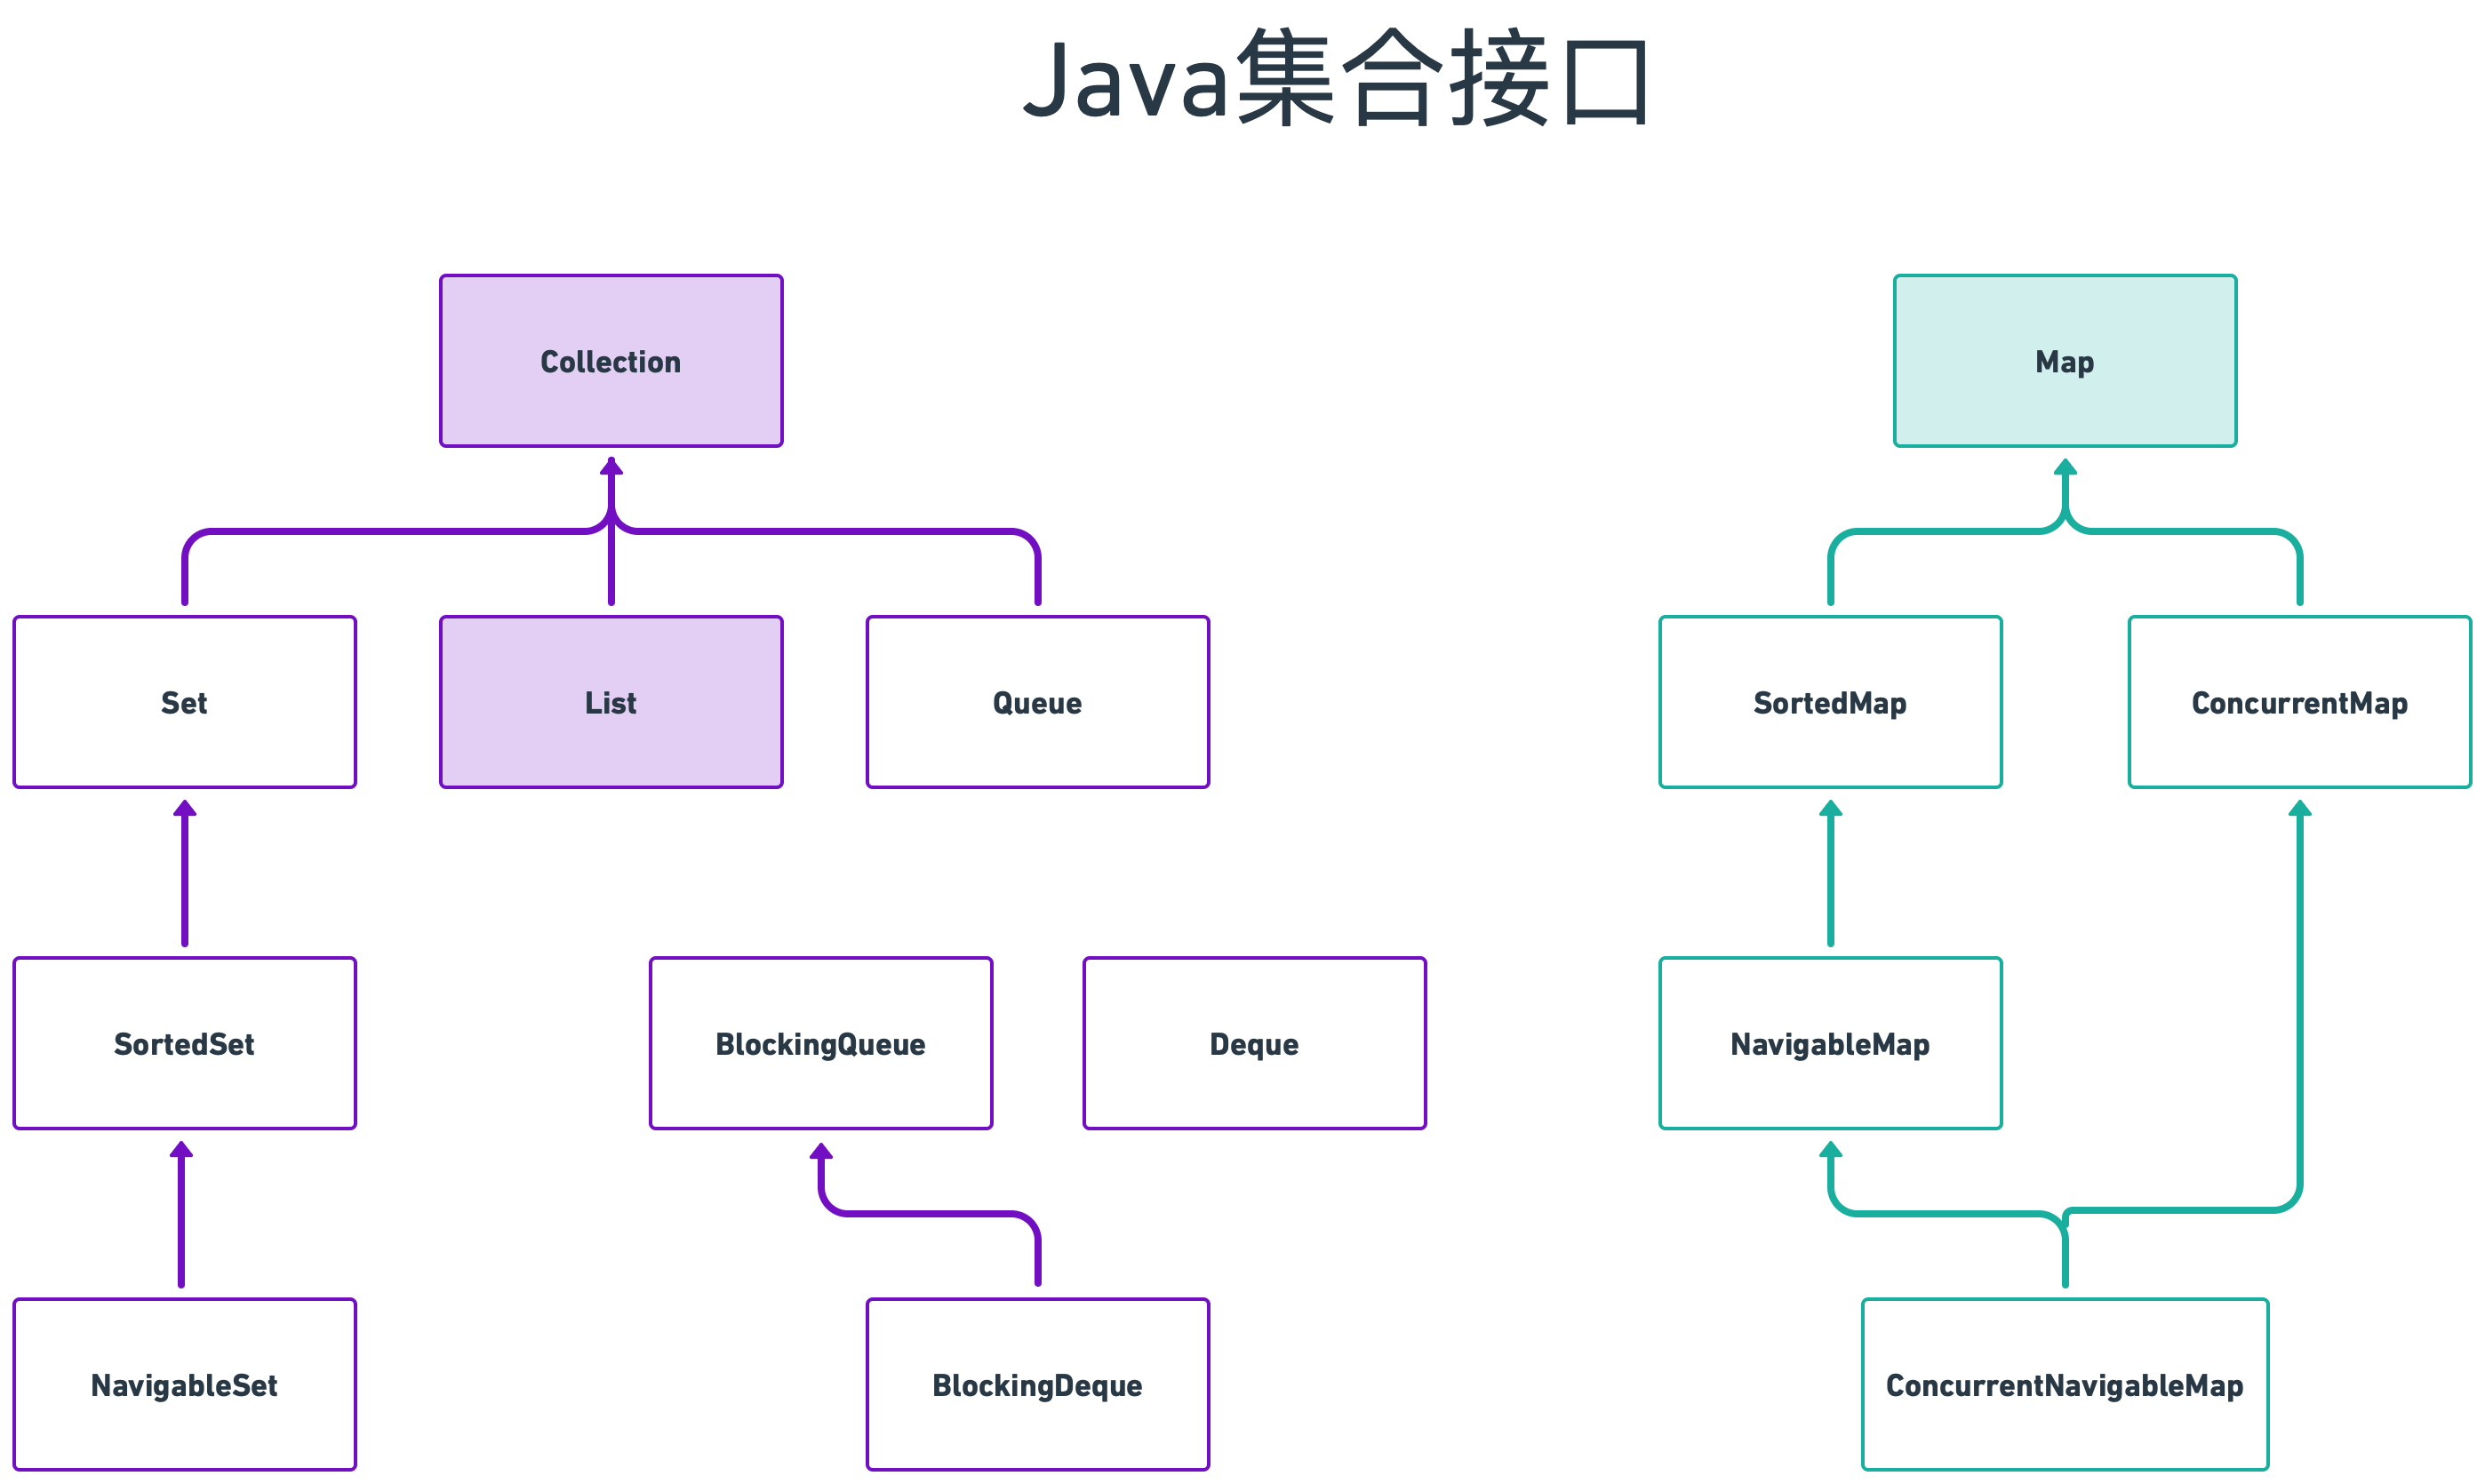 Java集合接口
Collection
Map
Set
List
Queue
SortedMap
ConcurrentMap
SortedSet
BlockingQueue
Deque
NavigableMap
NavigableSet
BlockingDeque
ConcurrentNavigableMap